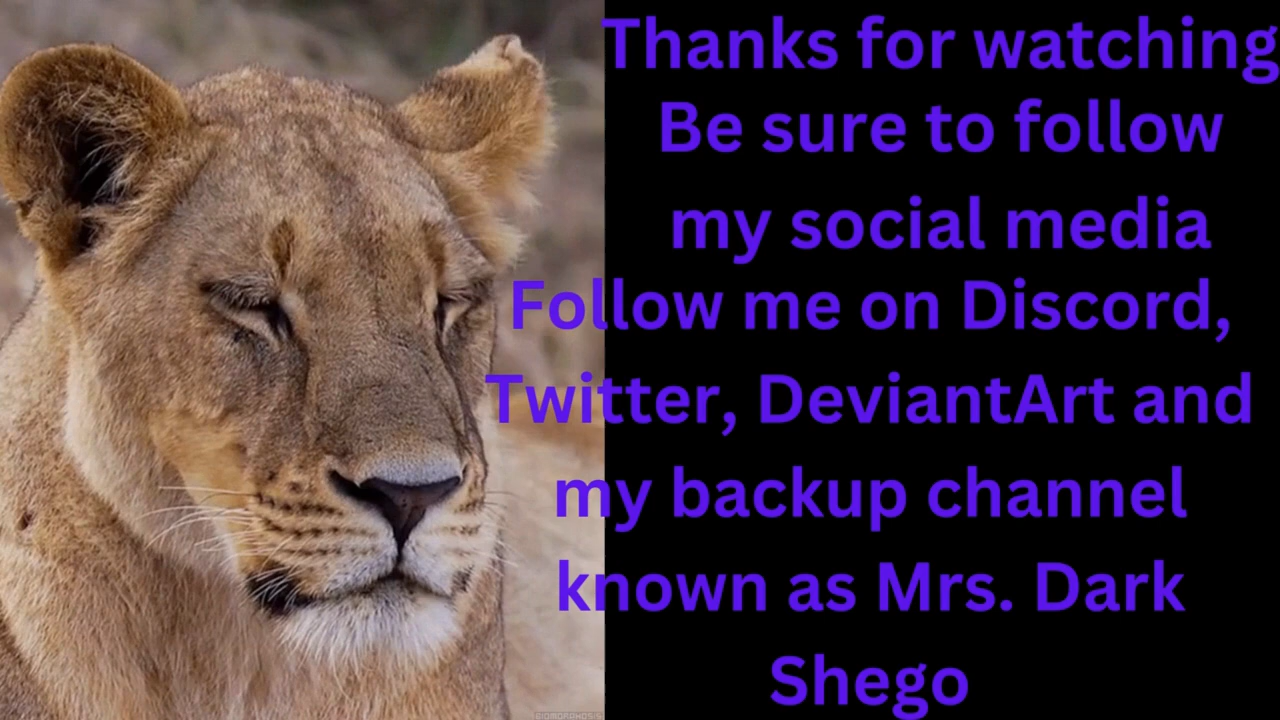 Thanks for watching
Be sure to follow
my social media
Follow me on Discord,
Twitter, DeviantArt and
my backup channel
known as Mrs. Dark
Shego
BIOMORPHOSIS